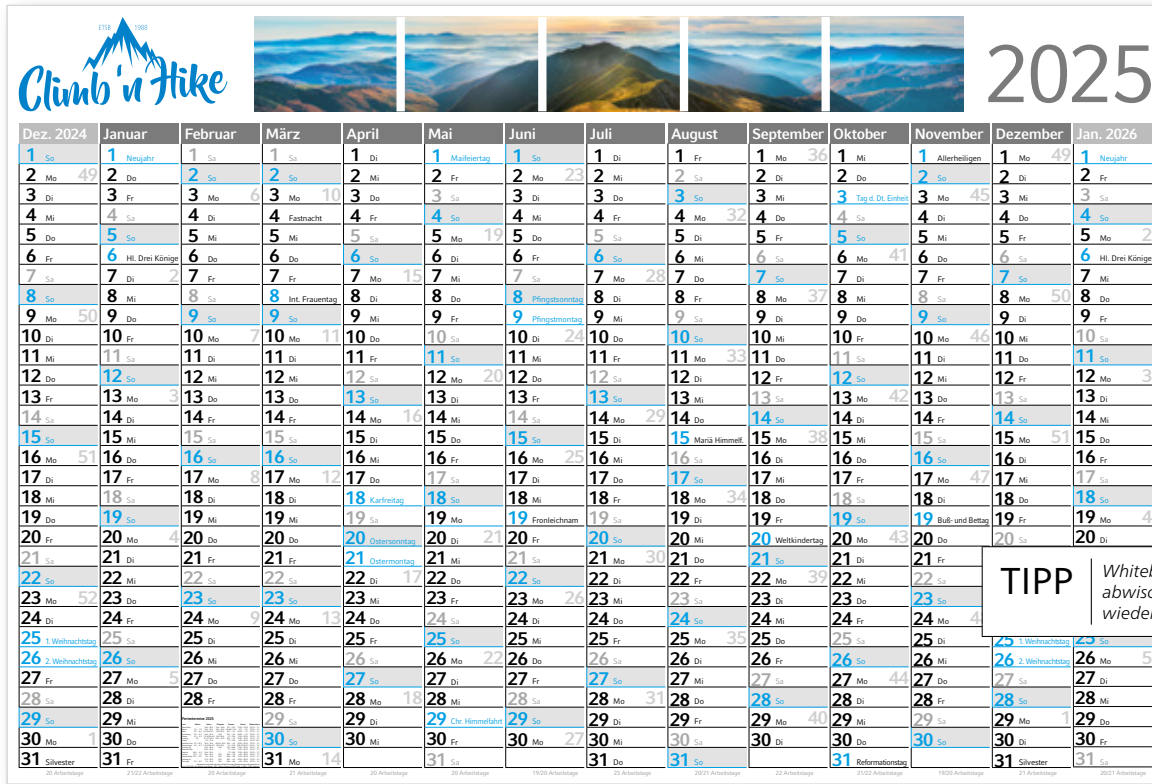 ETSB 1988
Climb 'n Hike
2025
Dez. 2024
1 So
2 Mo 49
3 Di
4 Mi
5 Do
6 Fr
7 Sa
8 So
9 Mo 50
10 Di
11 Mi
12 Do
13 Fr
14 Sa
15 So
16 Mo 51
17 Di
18 Mi
19 Do
20 Fr
21 Sa
22 So
23 Mo 52
24 Di
25 1. Weihnachtstag
26 2. Weihnachtstag
27 Fr
28 Sa
29 So
30 Mo 1
31 Silvester
20 Arbeitstage
Januar
1 Neujahr
2 Do
3 Fr
4 Sa
5 So
6 Hl. Drei Könige
7 Di 2
8 Mi
9 Do
10 Fr
11 Sa
12 So
13 Mo 3
14 Di
15 Mi
16 Do
17 Fr
18 Sa
19 So
20 Mo 4
21 Di
22 Mi
23 Do
24 Fr
25 Sa
26 So
27 Mo 5
28 Di
29 Mi
30 Do
31 Fr
21/22 Arbeitstage
Februar
1 Sa
2 So
3 Mo 6
4 Di
5 Mi
6 Do
7 Fr
8 Sa
9 So
10 Mo 7
11 Di
12 Mi
13 Do
14 Fr
15 Sa
16 So
17 Mo 8
18 Di
19 Mi
20 Do
21 Fr
22 Sa
23 So
24 Mo 9
25 Di
26 Mi
27 Do
28 Fr
Ferientermine 2025
20 Arbeitstage
März
1 Sa
2 So
3 Mo 10
4 Fastnacht
5 Mi
6 Do
7 Fr
8 Int. Frauentag
9 So
10 Mo 11
11 Di
12 Mi
13 Do
14 Fr
15 Sa
16 So
17 Mo 12
18 Di
19 Mi
20 Do
21 Fr
22 Sa
23 So
24 Mo 13
25 Di
26 Mi
27 Do
28 Fr
29 Sa
30 So
31 Mo 14
21 Arbeitstage
April
1 Di
2 Mi
3 Do
4 Fr
5 Sa
6 So
7 Mo 15
8 Di
9 Mi
10 Do
11 Fr
12 Sa
13 So
14 Mo 16
15 Di
16 Mi
17 Do
18 Karfreitag
19 Sa
20 Ostersonntag
21 Ostermontag
22 Di 17
23 Mi
24 Do
25 Fr
26 Sa
27 So
28 Mo 18
29 Di
30 Mi
20 Arbeitstage
Mai
1 Maifeiertag
2 Fr
3 Sa
4 So
5 Mo 19
6 Di
7 Mi
8 Do
9 Fr
10 Sa
11 So
12 Mo 20
13 Di
14 Mi
15 Do
16 Fr
17 Sa
18 So
19 Mo
20 Di 21
21 Mi
22 Do
23 Fr
24 Sa
25 So
26 Mo 22
27 Di
28 Mi
29 Chr. Himmelfahrt
30 Fr
31 Sa
20 Arbeitstage
Juni
1 So
2 Mo 23
3 Di
4 Mi
5 Do
6 Fr
7 Sa
8 Pfingstsonntag
9 Pfingstmontag
10 Di 24
11 Mi
12 Do
13 Fr
14 Sa
15 So
16 Mo 25
17 Di
18 Mi
19 Fronleichnam
20 Fr
21 Sa
22 So
23 Mo 26
24 Di
25 Mi
26 Do
27 Fr
28 Sa
29 So
30 Mo 27
19/20 Arbeitstage
Juli
1 Di
2 Mi
3 Do
4 Fr
5 Sa
6 So
7 Mo 28
8 Di
9 Mi
10 Do
11 Fr
12 Sa
13 So
14 Mo 29
15 Di
16 Mi
17 Do
18 Fr
19 Sa
20 So
21 Mo 30
22 Di
23 Mi
24 Do
25 Fr
26 Sa
27 So
28 Mo 31
29 Di
30 Mi
31 Do
23 Arbeitstage
August
1 Fr
2 Sa
3 So
4 Mo 32
5 Di
6 Mi
7 Do
8 Fr
9 Sa
10 So
11 Mo 33
12 Di
13 Mi
14 Do
15 Mariä Himmelf.
16 Sa
17 So
18 Mo 34
19 Di
20 Mi
21 Do
22 Fr
23 Sa
24 So
25 Mo 35
26 Di
27 Mi
28 Do
29 Fr
30 Sa
31 So
20/21 Arbeitstage
September
1 Mo 36
2 Di
3 Mi
4 Do
5 Fr
6 Sa
7 So
8 Mo 37
9 Di
10 Mi
11 Do
12 Fr
13 Sa
14 So
15 Mo 38
16 Di
17 Mi
18 Do
19 Fr
20 Weltkindertag
21 So
22 Mo 39
23 Di
24 Mi
25 Do
26 Fr
27 Sa
28 So
29 Mo 40
30 Di
22 Arbeitstage
Oktober
1 Mi
2 Do
3 Tag d. Dt. Einheit
4 Sa
5 So
6 Mo 41
7 Di
8 Mi
9 Do
10 Fr
11 Sa
12 So
13 Mo 42
14 Di
15 Mi
16 Do
17 Fr
18 Sa
19 So
20 Mo 43
21 Di
22 Mi
23 Do
24 Fr
25 Sa
26 So
27 Mo 44
28 Di
29 Mi
30 Do
31 Reformationstag
21/22 Arbeitstage
November
1 Allerheiligen
2 So
3 Mo 45
4 Di
5 Mi
6 Do
7 Fr
8 Sa
9 So
10 Mo 46
11 Di
12 Mi
13 Do
14 Fr
15 Sa
16 So
17 Mo 47
18 Di
19 Buß- und Bettag
20 Do
21 Fr
22 Sa
23 So
24 Mo
25 Di
26 Mi
27 Do
28 Fr
29 Sa
30 So
19/20 Arbeitstage
Dezember
1 Mo 49
2 Di
3 Mi
4 Do
5 Fr
6 Sa
7 So
8 Mo 50
9 Di
10 Mi
11 Do
12 Fr
13 Sa
14 So
15 Mo 51
16 Di
17 Mi
18 Do
19 Fr
20 Sa
25 1. Weihnachtstag
26 2. Weihnachtstag
27 Sa
28 So
29 Mo 1
30 Di
31 Silvester
21 Arbeitstage
Jan. 2026
1 Neujahr
2 Fr
3 Sa
4 So
5 Mo 2
6 Hl. Drei Könige
7 Mi
8 Do
9 Fr
10 Sa
11 So
12 Mo 3
13 Di
14 Mi
15 Do
16 Fr
17 Sa
18 So
19 Mo 4
20 Di
25 So
26 Mo 5
27 Di
28 Mi
29 Do
30 Fr
31 Sa
20/21 Arbeitstage
TIPP
Whiteb
abwisc
wieder